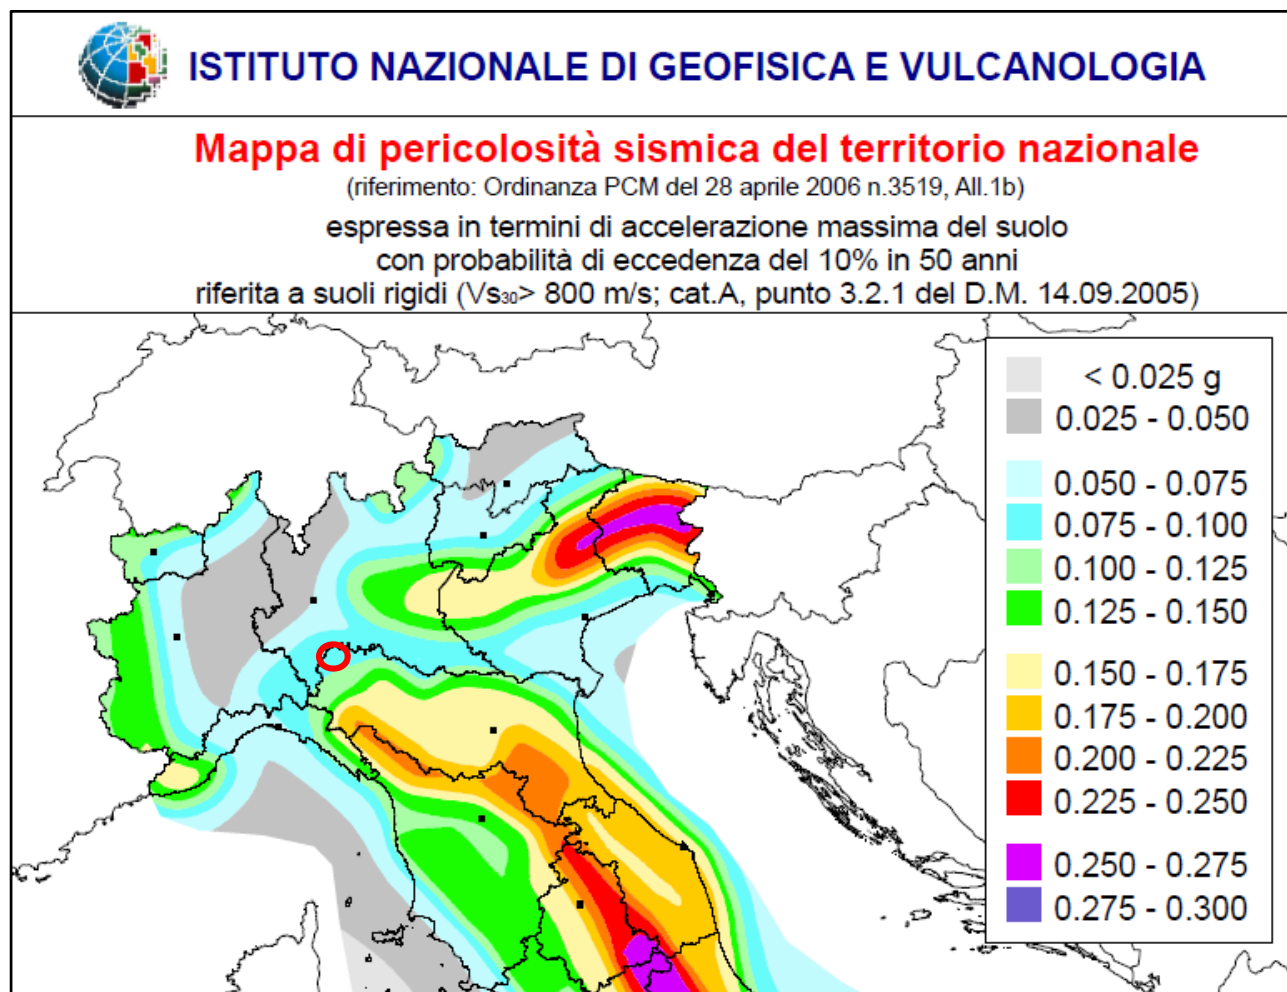 ISTITUTO NAZIONALE DI GEOFISICA E VULCANOLOGIA
Mappa di pericolosità sismica del territorio nazionale
(riferimento: Ordinanza PCM del 28 aprile 2006 n.3519, All.1b)
espressa in termini di accelerazione massima del suolo
con probabilità di eccedenza del 10% in 50 anni
riferita a suoli rigidi (Vs30> 800 m/s; cat.A, punto 3.2.1 del D.M. 14.09.2005)
< 0.025 g
0.025 - 0.050
0.050 - 0.075
0.075 - 0.100
0.100 - 0.125
0.125 - 0.150
0.150 - 0.175
0.175 - 0.200
0.200 - 0.225
0.225 - 0.250
0.250 - 0.275
0.275 - 0.300